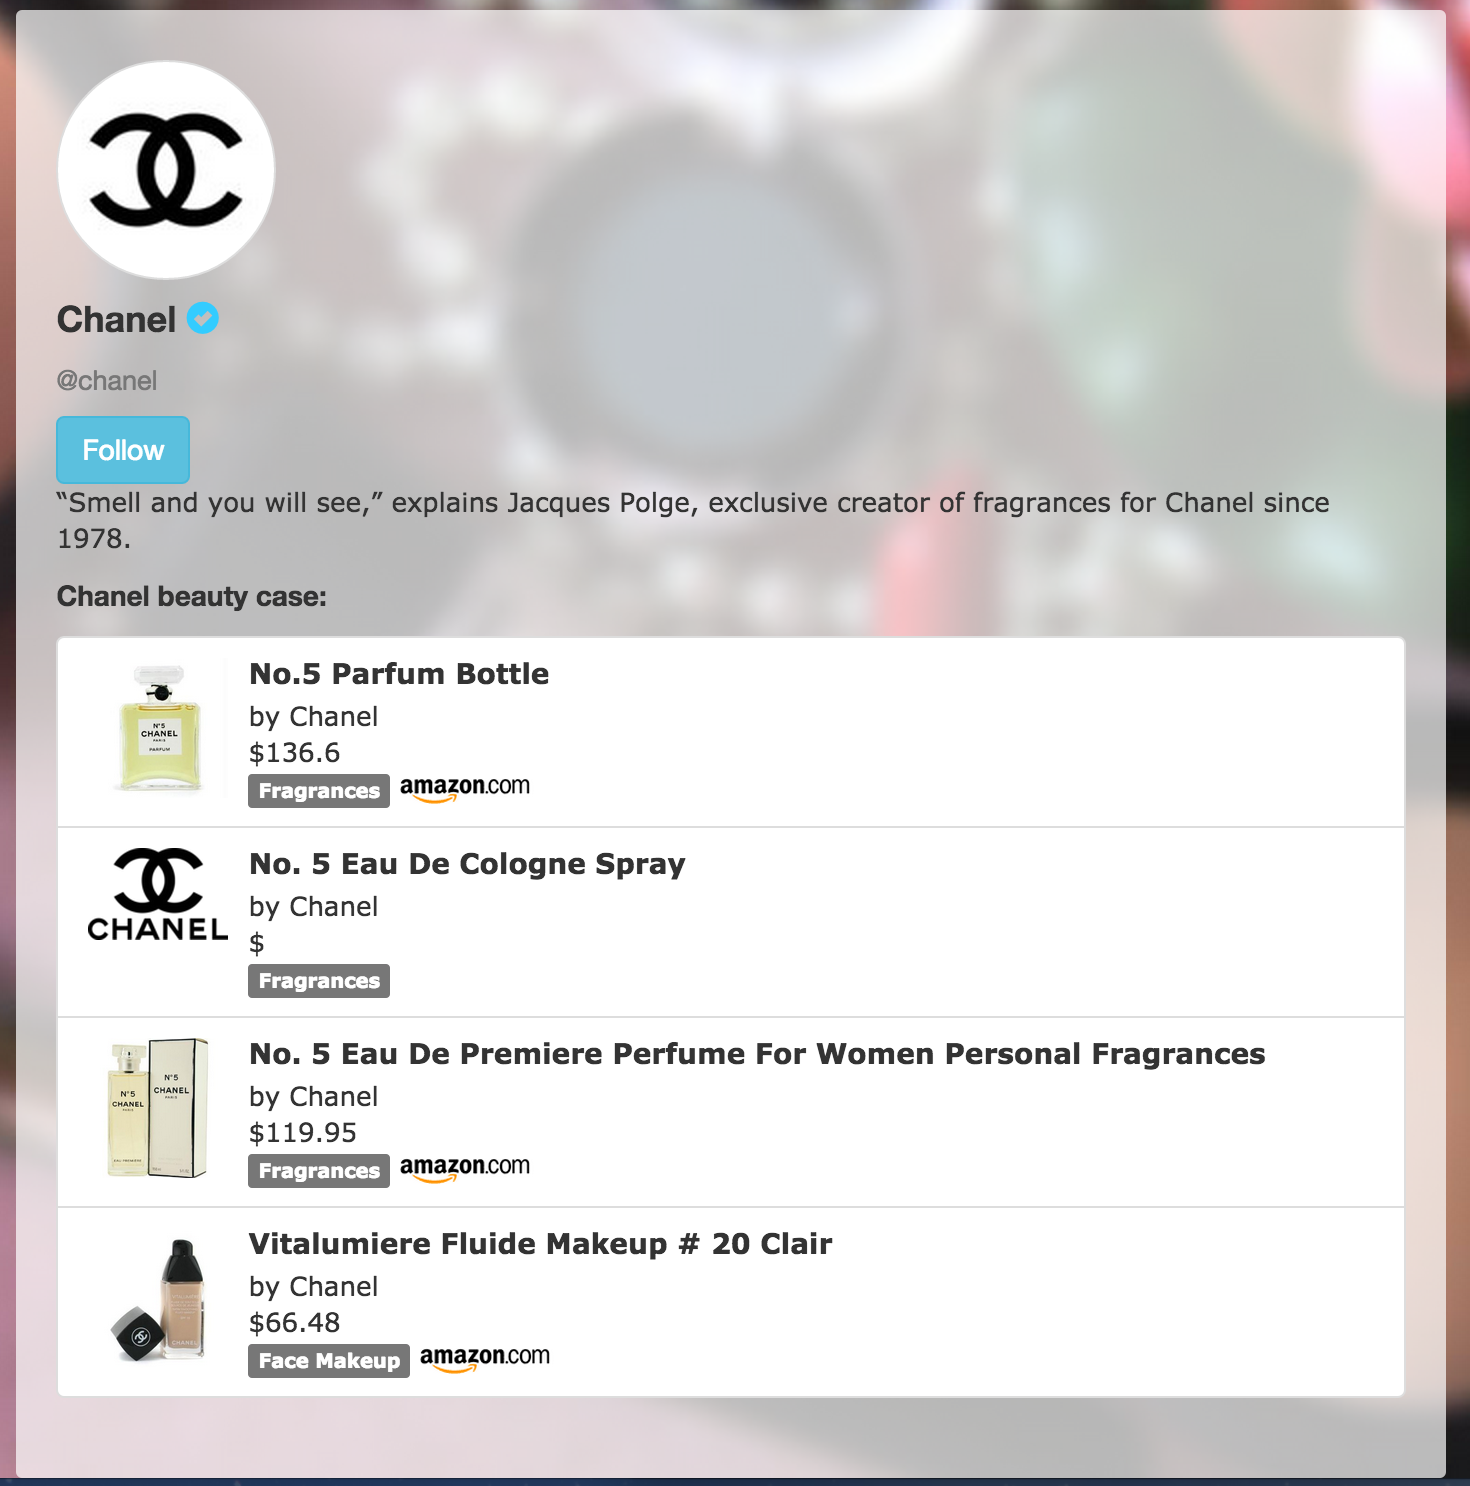 Chanel
@chanel
Follow
“Smell and you will see,” explains Jacques Polge, exclusive creator of fragrances for Chanel since
1978.
Chanel beauty case:
N°5
CHANEL
PARIS
PARFUM
No.5 Parfum Bottle
by Chanel
$136.6
Fragrances amazon.com
CHANEL
No. 5 Eau De Cologne Spray
by Chanel
$
Fragrances
N°5
CHANEL
PARIS
N°5
CHANEL
PARIS
No. 5 Eau De Premiere Perfume For Women Personal Fragrances
by Chanel
$119.95
Fragrances amazon.com
CHANEL
Vitalumiere Fluide Makeup # 20 Clair
by Chanel
$66.48
Face Makeup amazon.com